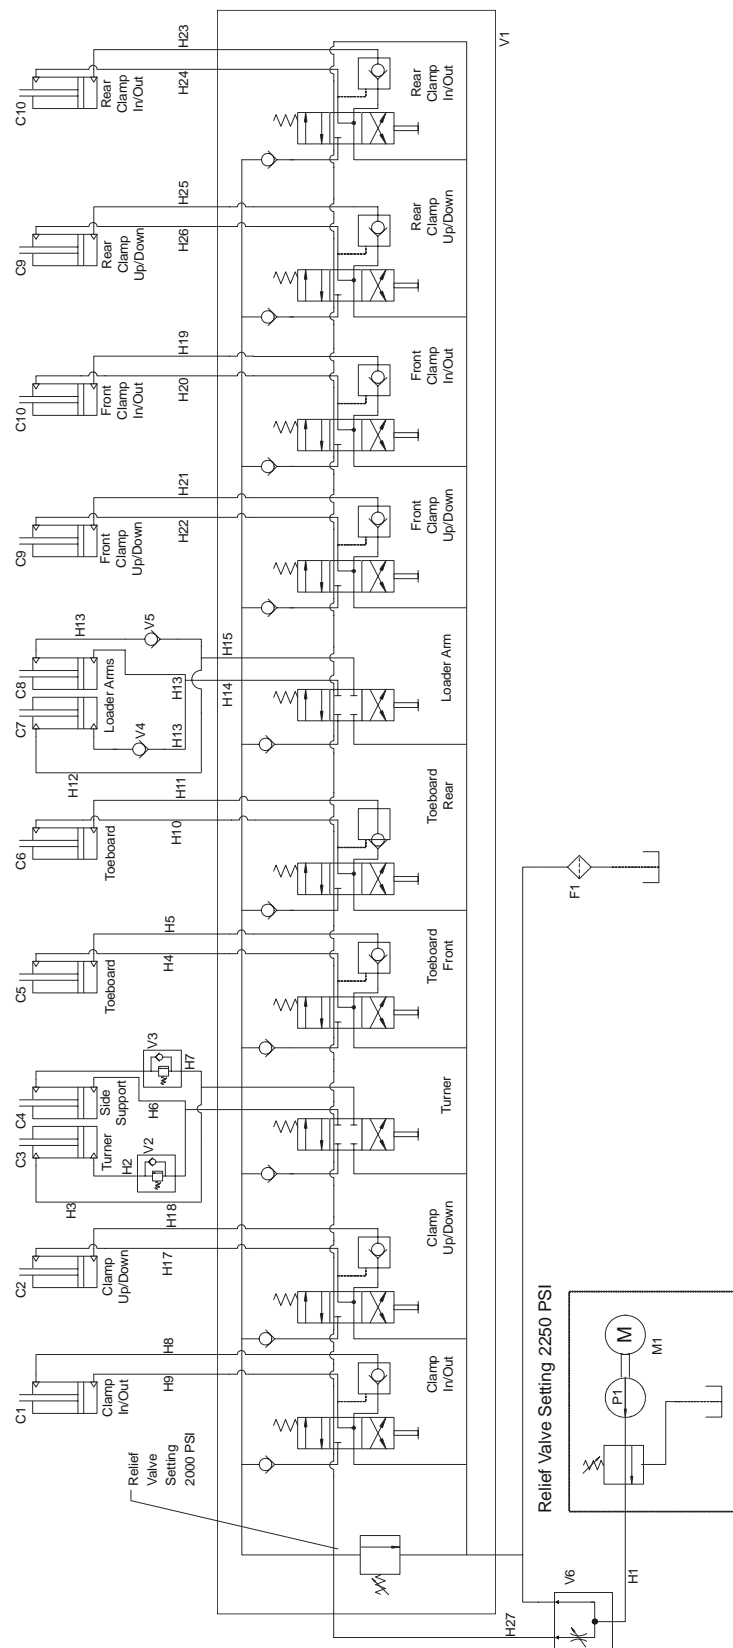 C10
Rear
Clamp
In/Out
H23
H24
Rear
Clamp
In/Out
V1
C9
Rear
Clamp
Up/Down
H25
H26
Rear
Clamp
Up/Down
C10
Front
Clamp
In/Out
H19
H20
Front
Clamp
In/Out
C9
Front
Clamp
Up/Down
H21
H22
Front
Clamp
Up/Down
C8
C7
Loader Arms
H13
V5
H15
H13
H14
V4
H13
H12
H11
Loader Arm
C6
Toeboard
H10
Toeboard
Rear
C5
Toeboard
H5
H4
Toeboard
Front
C4
C3
Side
Support
Turner
V3
H7
H6
V2
H2
H3
H18
Turner
C2
Clamp
Up/Down
H17
Clamp
Up/Down
C1
Clamp
In/Out
H8
H9
Clamp
In/Out
Relief
Valve
Setting
2000 PSI
F1
Relief Valve Setting 2250 PSI
M
M1
P1
V6
H1
H27